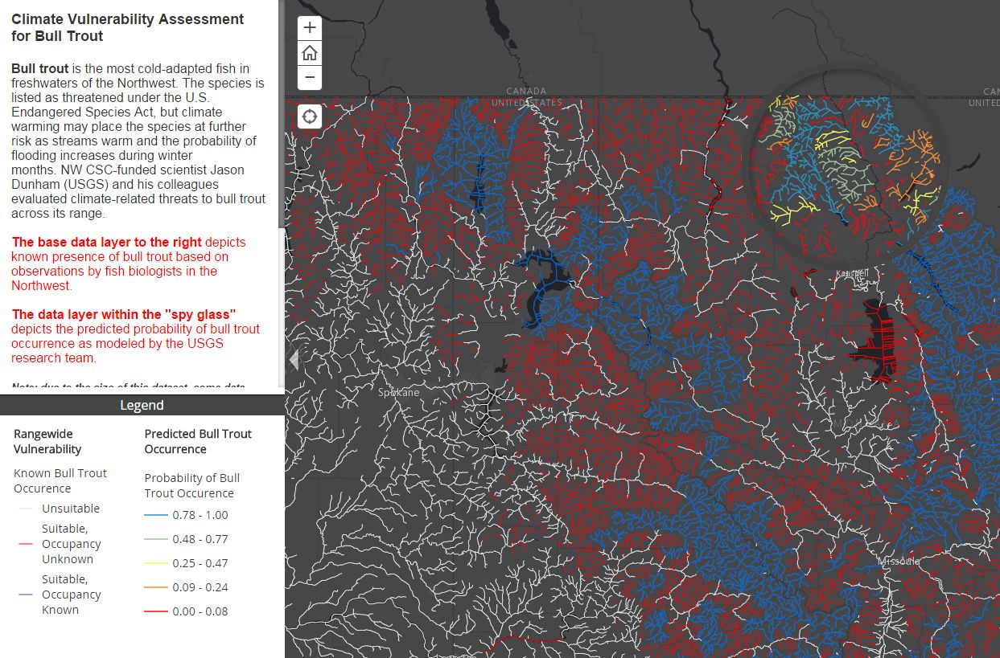 Climate Vulnerability Assessment
for Bull Trout
Bull trout is the most cold-adapted fish in
freshwaters of the Northwest. The species is
listed as threatened under the U.S.
Endangered Species Act, but climate
warming may place the species at further
risk as streams warm and the probability of
flooding increases during winter
months. NW CSC-funded scientist Jason
Dunham (USGS) and his colleagues
evaluated climate-related threats to bull trout
across its range.
The base data layer to the right depicts
known presence of bull trout based on
observations by fish biologists in the
Northwest.
The data layer within the "spy glass"
depicts the predicted probability of bull trout
occurrence as modeled by the USGS
research team.
Note: due to the size of this dataset, some data
Legend
Rangewide
Vulnerability
Known Bull Trout
Occurence
Unsuitable
Suitable,
Occupancy
Unknown
Suitable,
Occupancy
Known
Predicted Bull Trout
Occurrence
Probability of Bull
Trout Occurence
0.78 - 1.00
0.48 - 0.77
0.25 - 0.47
0.09 - 0.24
0.00 - 0.08
CANADA
UNITED STATES
CAN
UNITED
Kalispell
Spokane
MONTANA
Missoula